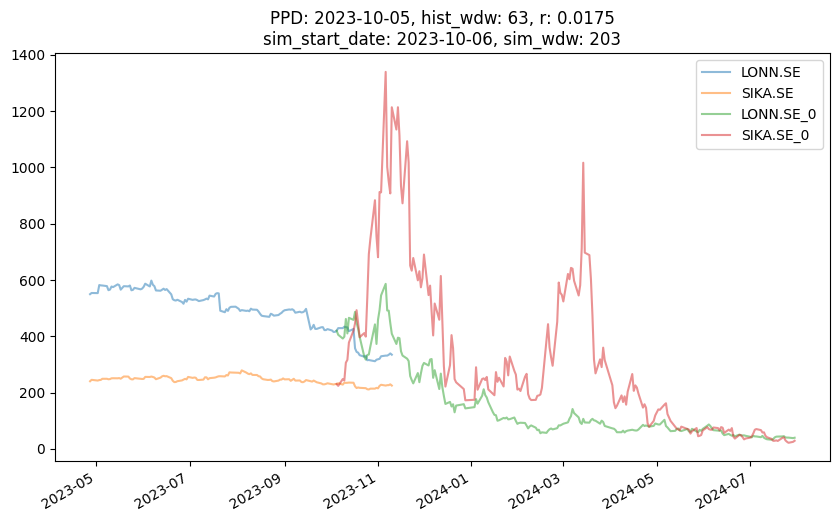 PPD: 2023-10-05, hist_wdw: 63, r: 0.0175
sim_start_date: 2023-10-06, sim_wdw: 203
1400
1200
1000
800
600
400
200
0
LONN.SE
SIKA.SE
LONN.SE_0
SIKA.SE_0
2023-05
2023-07
2023-09
2023-11
2024-01
2024-03
2024-05
2024-07